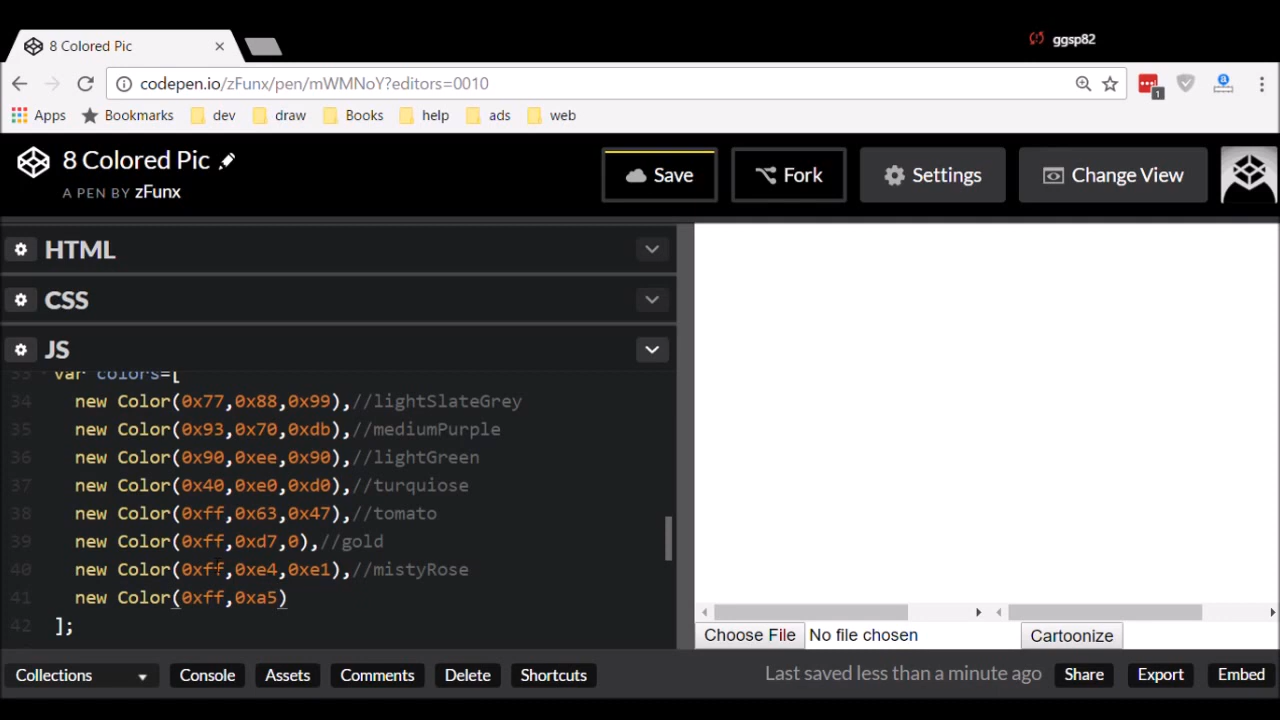 8 Colored Pic
ggsp82
codepen.io/zFunx/pen/mWMNoY?editors=0010
1
Apps Bookmarks dev draw Books help ads web
8 Colored Pic
A PEN BY zFunx
Save Fork Settings Change View
HTML
CSS
JS
33 var colors=[
34 new Color(0x77,0x88,0x99),//lightSlateGrey
35 new Color(0x93,0x70,0xdb),//mediumPurple
36 new Color(0x90,0xee,0x90),//lightGreen
37 new Color(0x40,0xe0,0xd0),//turquiose
38 new Color(0xff,0x63,0x47),//tomato
39 new Color(0xff,0xd7,0),//gold
40 new Color(0xff,0xe4,0xe1),//mistyRose
41 new Color(0xff,0xa5)
42 ];
Choose File No file chosen Cartoonize
Collections Console Assets Comments Delete Shortcuts Last saved less than a minute ago Share Export Embed